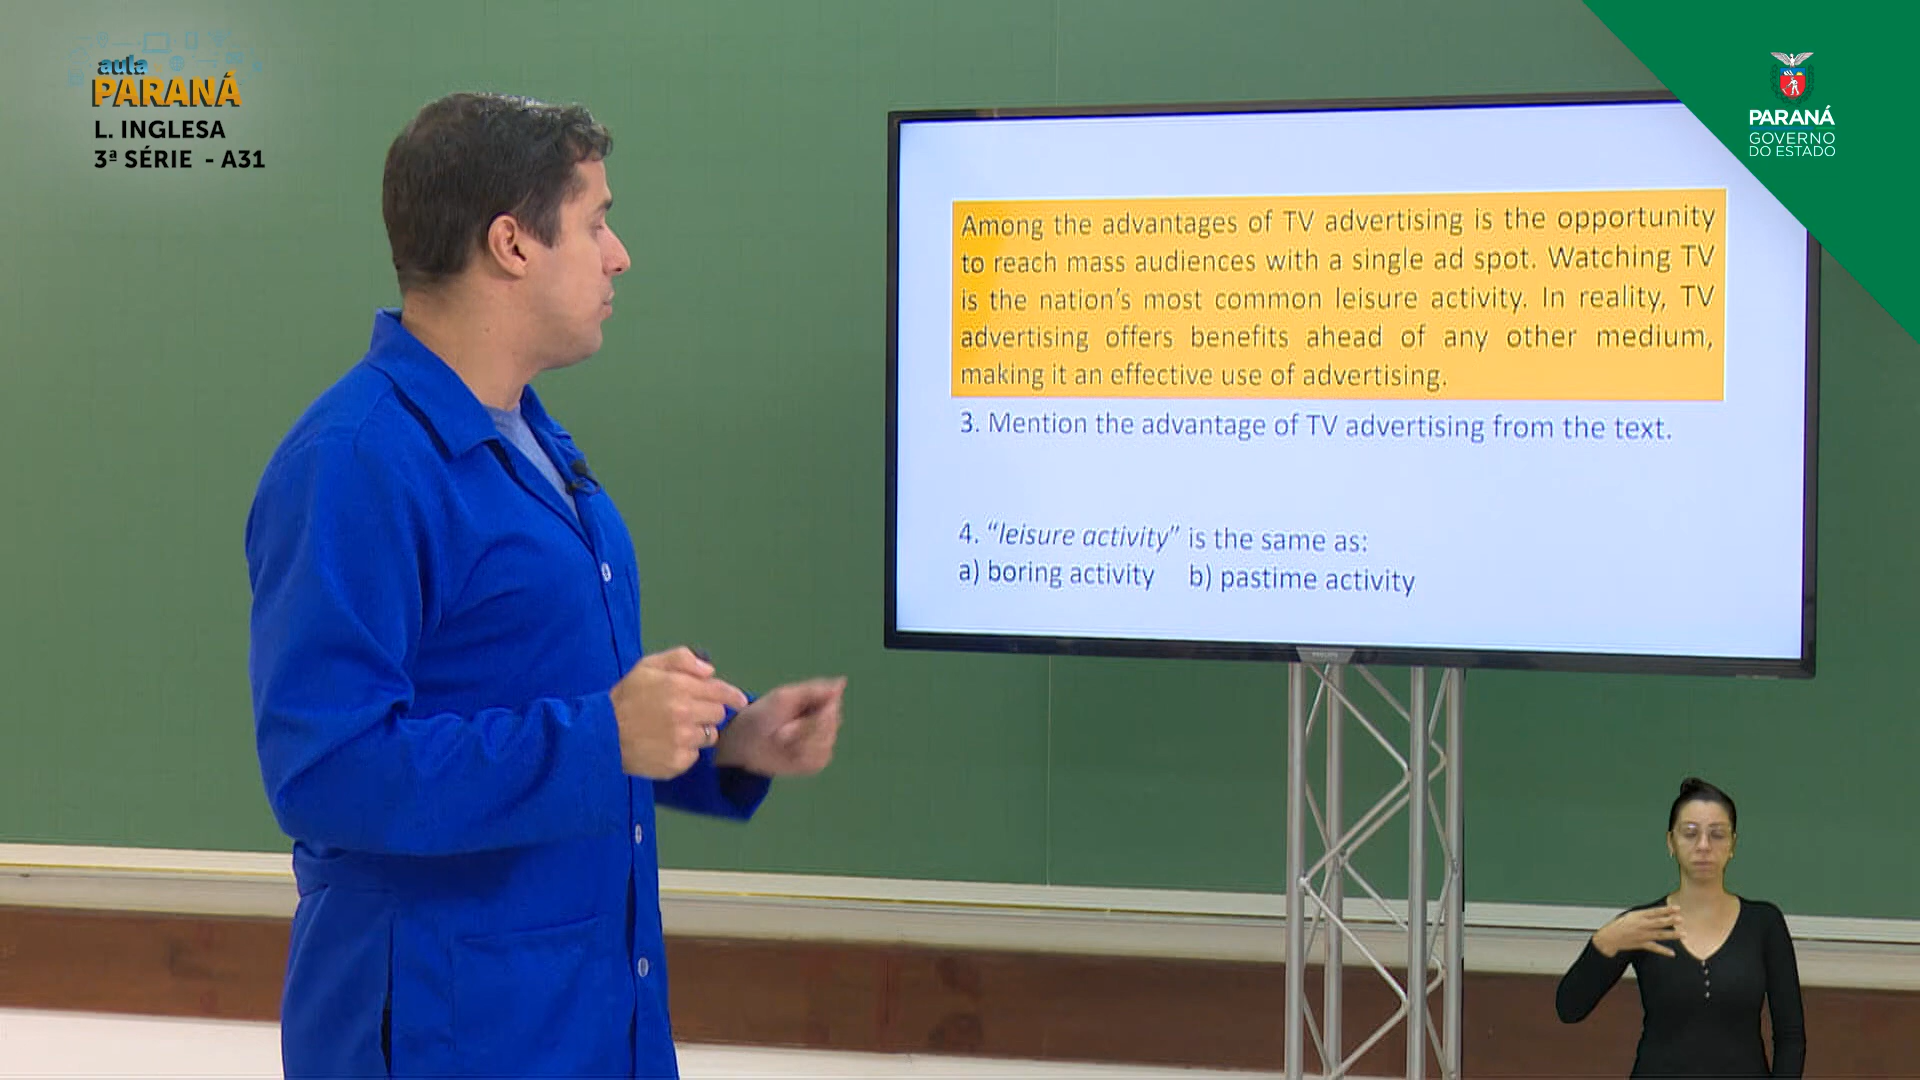 aula
PARANÁ
L. INGLESA
3ª SÉRIE - A31
PARANÁ
GOVERNO
DO ESTADO
Among the advantages of TV advertising is the opportunity
to reach mass audiences with a single ad spot. Watching TV
is the nation's most common leisure activity. In reality, TV
advertising offers benefits ahead of any other medium,
making it an effective use of advertising.
3. Mention the advantage of TV advertising from the text.
4. "leisure activity" is the same as:
a) boring activity b) pastime activity
PHILIPS